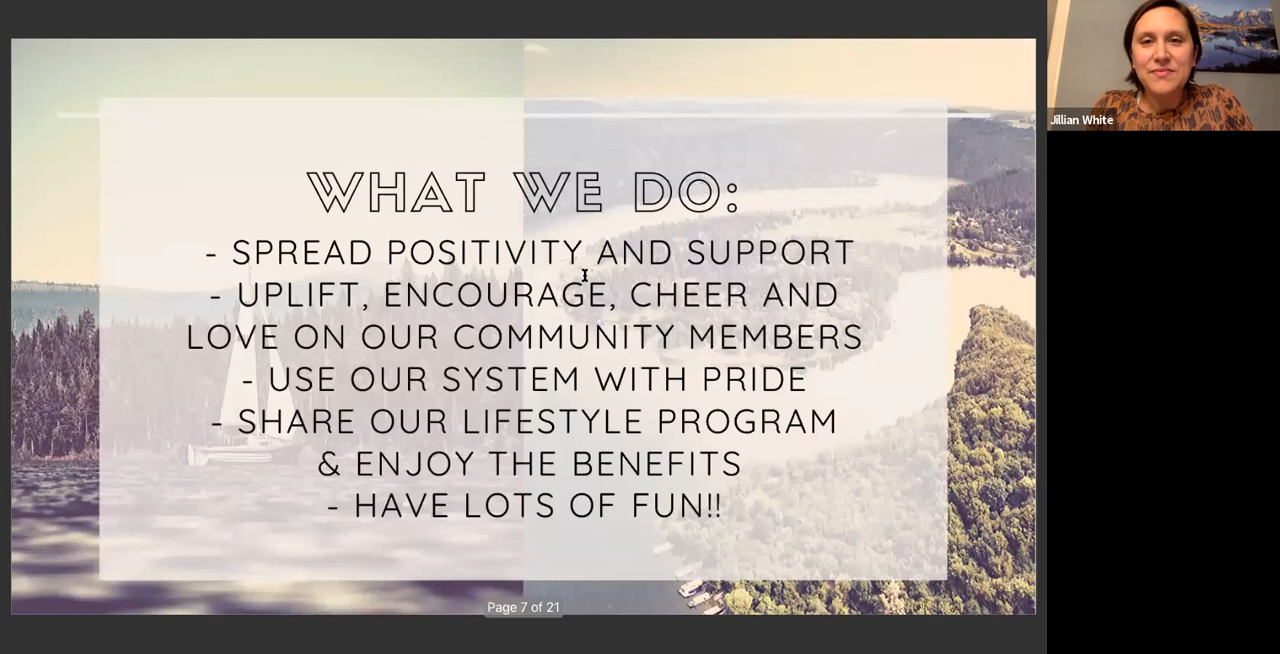 WHAT WE DO:
- SPREAD POSITIVITY AND SUPPORT
- UPLIFT, ENCOURAGE, CHEER AND
LOVE ON OUR COMMUNITY MEMBERS
- USE OUR SYSTEM WITH PRIDE
- SHARE OUR LIFESTYLE PROGRAM
& ENJOY THE BENEFITS
- HAVE LOTS OF FUN!!
Page 7 of 21
Jillian White